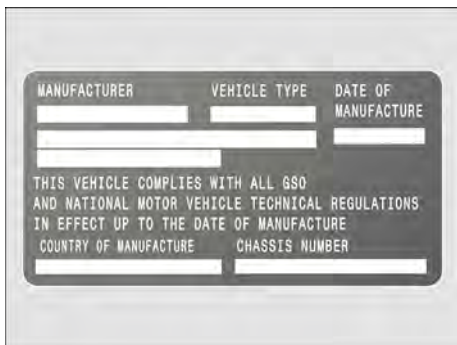 MANUFACTURER VEHICLE TYPE DATE OF
MANUFACTURE
THIS VEHICLE COMPLIES WITH ALL GSO
AND NATIONAL MOTOR VEHICLE TECHNICAL REGULATIONS
IN EFFECT UP TO THE DATE OF MANUFACTURE
COUNTRY OF MANUFACTURE CHASSIS NUMBER